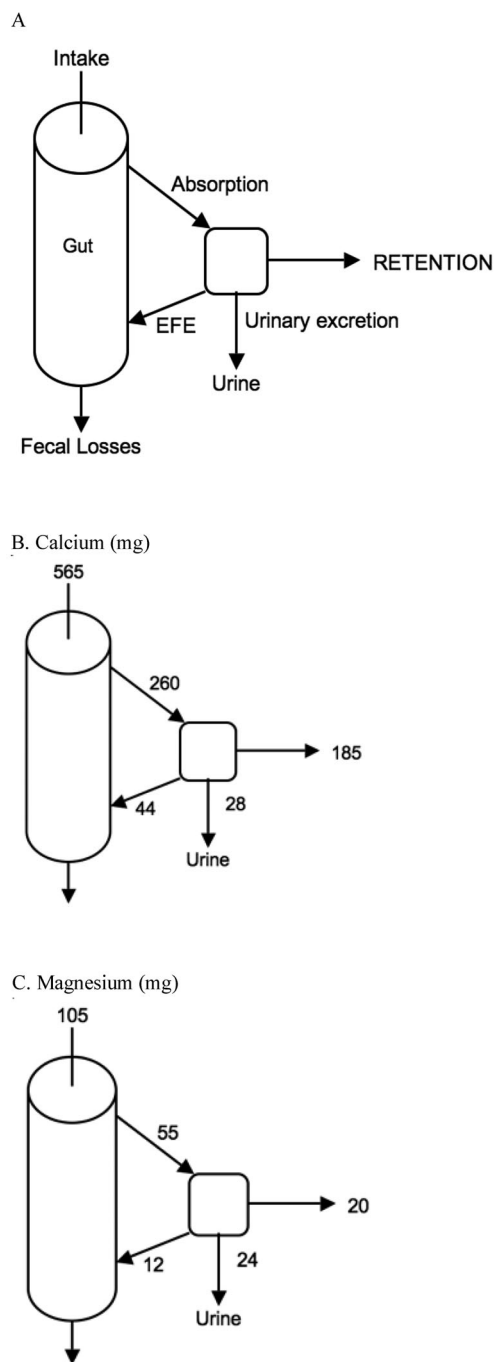 A
Intake
Absorption
Gut
RETENTION
EFE
Urinary excretion
Urine
Fecal Losses
B. Calcium (mg)
565
260
185
44
28
Urine
C. Magnesium (mg)
105
55
20
12
24
Urine